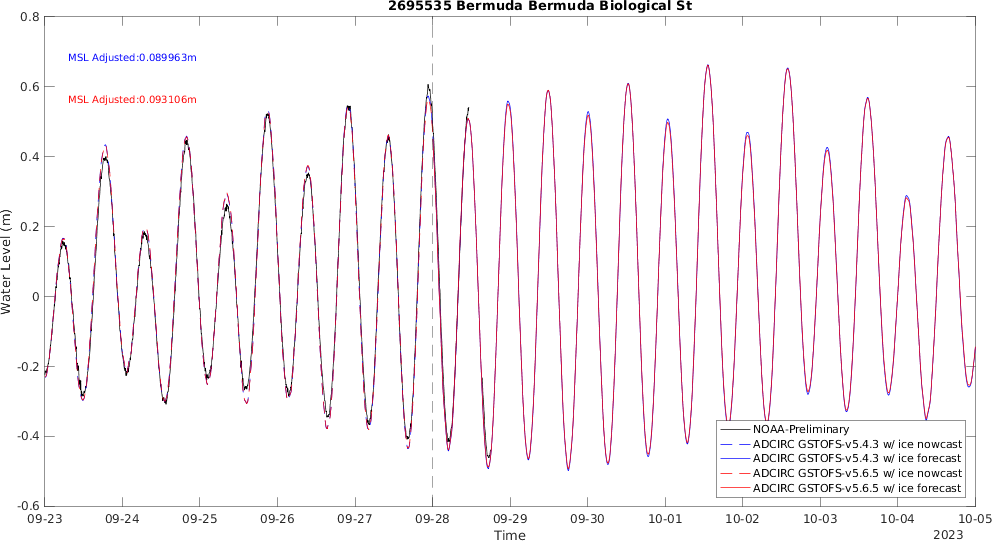 2695535 Bermuda Bermuda Biological St
0.8
MSL Adjusted:0.089963m
0.6
MSL Adjusted:0.093106m
0.4
0.2
Water Level (m)
0
-0.2
-0.4
-0.6
NOAA-Preliminary
ADCIRC GSTOFS-v5.4.3 w/ ice nowcast
ADCIRC GSTOFS-v5.4.3 w/ ice forecast
ADCIRC GSTOFS-v5.6.5 w/ ice nowcast
ADCIRC GSTOFS-v5.6.5 w/ ice forecast
09-23 09-24 09-25 09-26 09-27 09-28 09-29 09-30 10-01 10-02 10-03 10-04 10-05
Time
2023